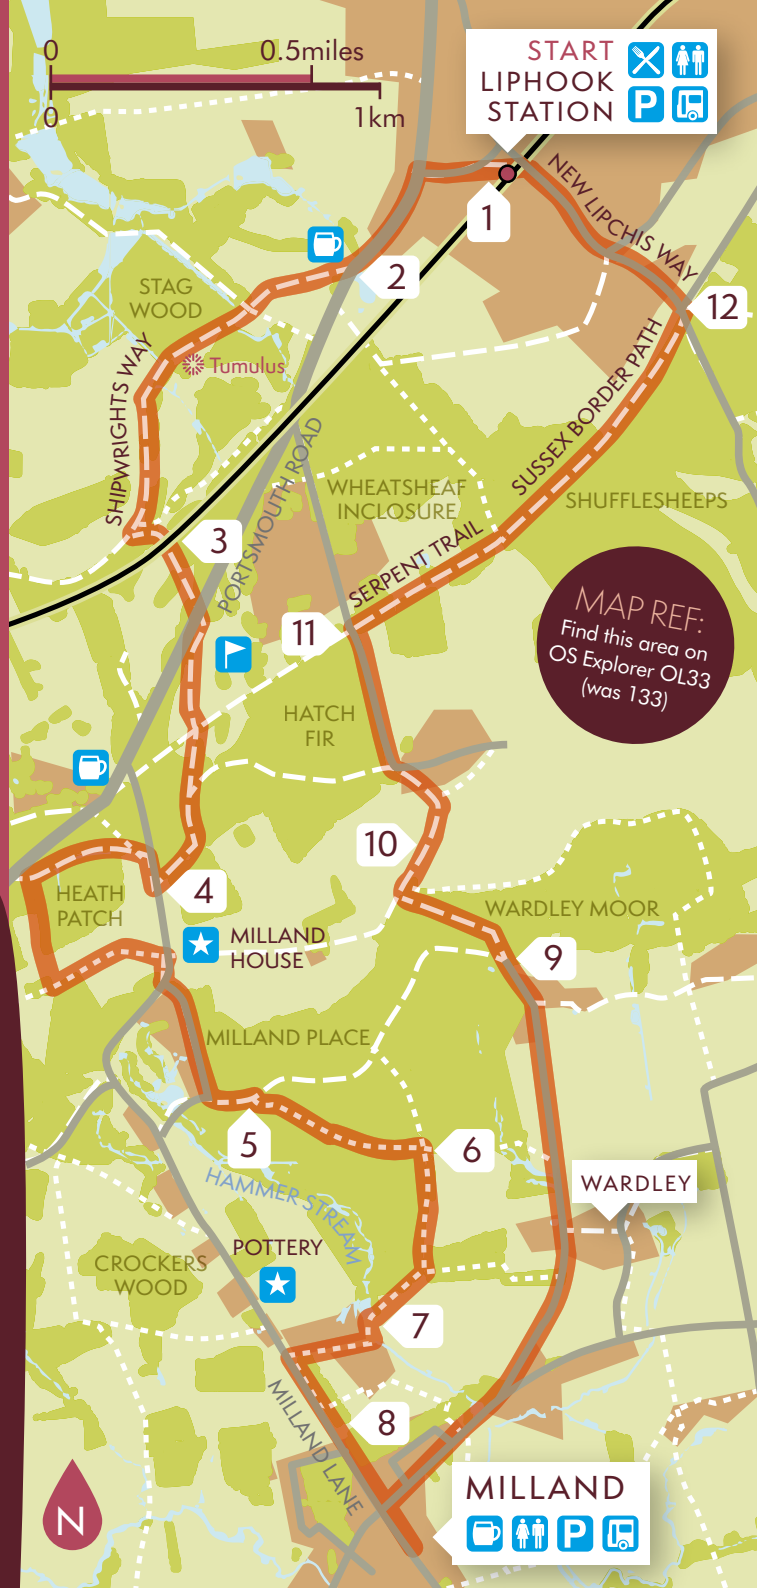 0
0.5miles
0
1km
START
LIPHOOK
STATION
P
1
NEW LIPCHIS WAY
2
12
STAG
WOOD
Tumulus
SHIPWRIGHTS WAY
SUSSEX BORDER PATH
PORTSMOUTH ROAD
WHEATSHEAF
INCLOSURE
SHUFFLESHEEPS
3
SERPENT TRAIL
MAP REF:
Find this area on
OS Explorer OL33
(was 133)
11
HATCH
FIR
10
4
HEATH
PATCH
WARDLEY MOOR
MILLAND
HOUSE
9
MILLAND PLACE
5
6
HAMMER STREAM
WARDLEY
POTTERY
CROCKERS
WOOD
7
MILLAND LANE
8
MILLAND
P
N